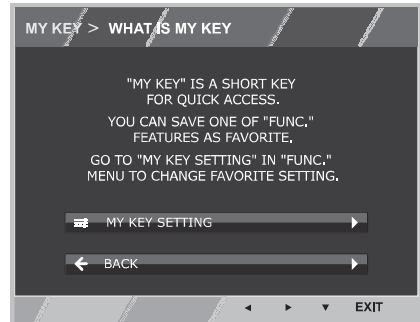 MY KEY > WHAT IS MY KEY
"MY KEY" IS A SHORT KEY
FOR QUICK ACCESS.
YOU CAN SAVE ONE OF "FUNC."
FEATURES AS FAVORITE.
GO TO "MY KEY SETTING" IN "FUNC."
MENU TO CHANGE FAVORITE SETTING.
MY KEY SETTING
BACK
EXIT